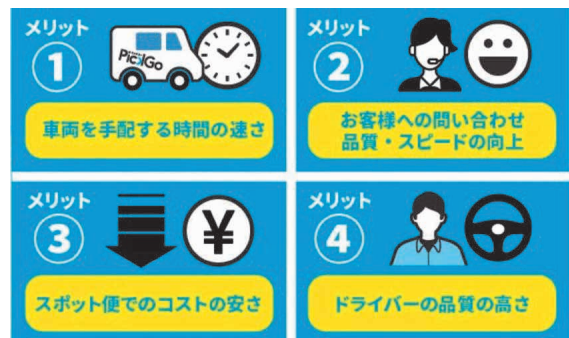 メリット
1
PickGo
車両を手配する時間の速さ
メリット
2
お客様への問い合わせ
品質・スピードの向上
メリット
3
¥
スポット便でのコストの安さ
メリット
4
ドライバーの品質の高さ